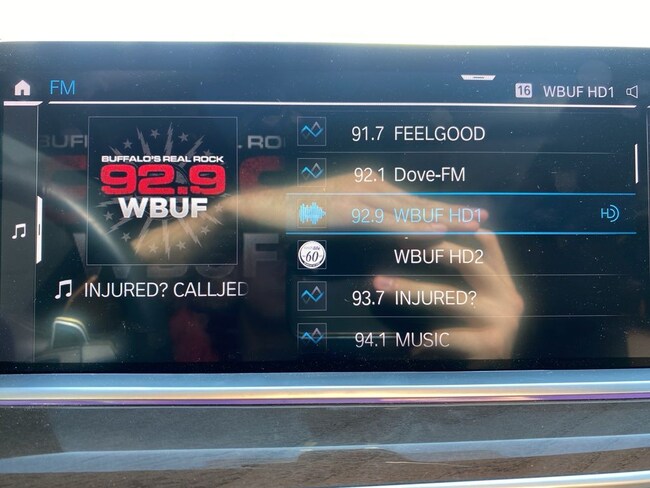 FM
16 WBUF HD1
BUFFALO'S REAL ROCK
92.9
WBUF
INJURED? CALLJED
91.7 FEELGOOD
92.1 Dove-FM
92.9 WBUF HD1 HD
WBUF HD2
60
93.7 INJURED?
94.1 MUSIC